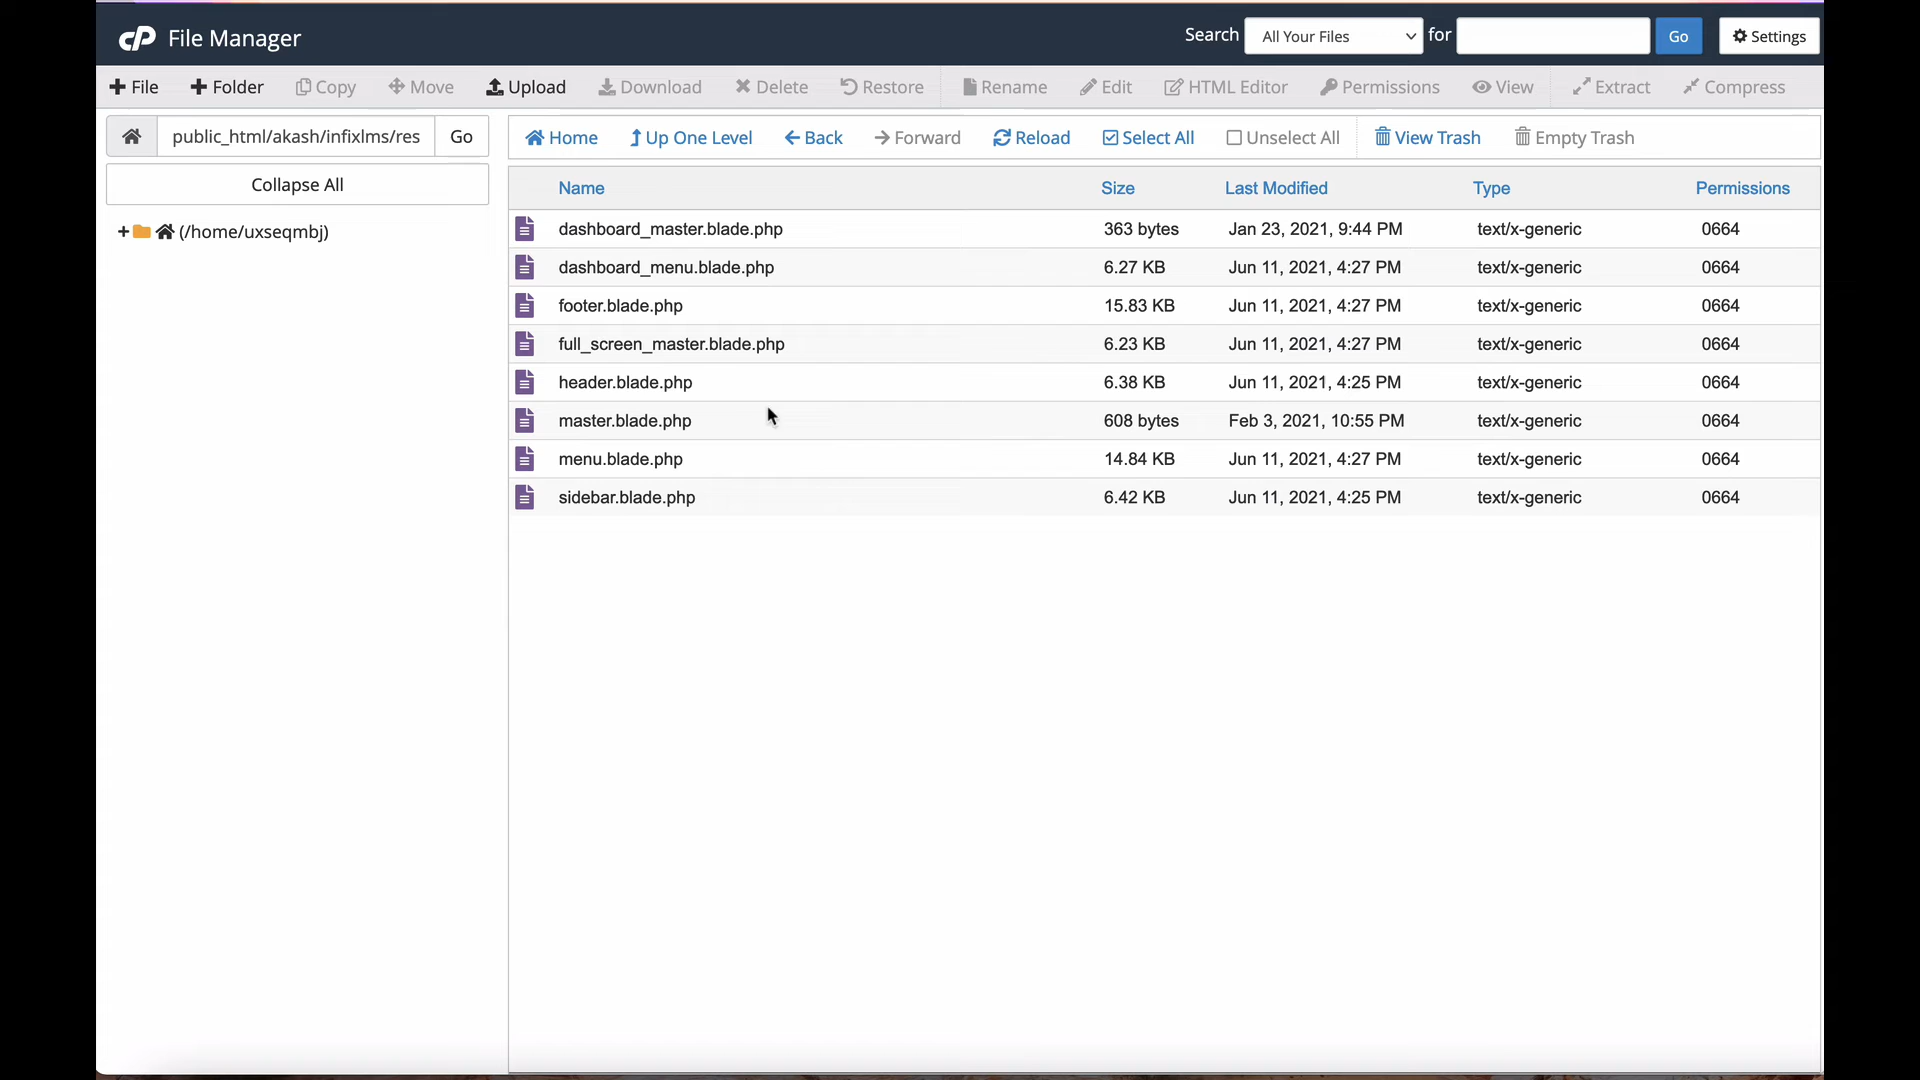 cP File Manager
Search All Your Files for Go Settings
File Folder Copy Move Upload Download Delete Restore Rename Edit HTML Editor Permissions View Extract Compress
public_html/akash/infixlms/res Go
Home Up One Level Back Forward Reload Select All Unselect All View Trash Empty Trash
Collapse All
+ (/home/uxseqmbj)
Name Size Last Modified Type Permissions
dashboard_master.blade.php 363 bytes Jan 23, 2021, 9:44 PM text/x-generic 0664
dashboard_menu.blade.php 6.27 KB Jun 11, 2021, 4:27 PM text/x-generic 0664
footer.blade.php 15.83 KB Jun 11, 2021, 4:27 PM text/x-generic 0664
full_screen_master.blade.php 6.23 KB Jun 11, 2021, 4:27 PM text/x-generic 0664
header.blade.php 6.38 KB Jun 11, 2021, 4:25 PM text/x-generic 0664
master.blade.php 608 bytes Feb 3, 2021, 10:55 PM text/x-generic 0664
menu.blade.php 14.84 KB Jun 11, 2021, 4:27 PM text/x-generic 0664
sidebar.blade.php 6.42 KB Jun 11, 2021, 4:25 PM text/x-generic 0664